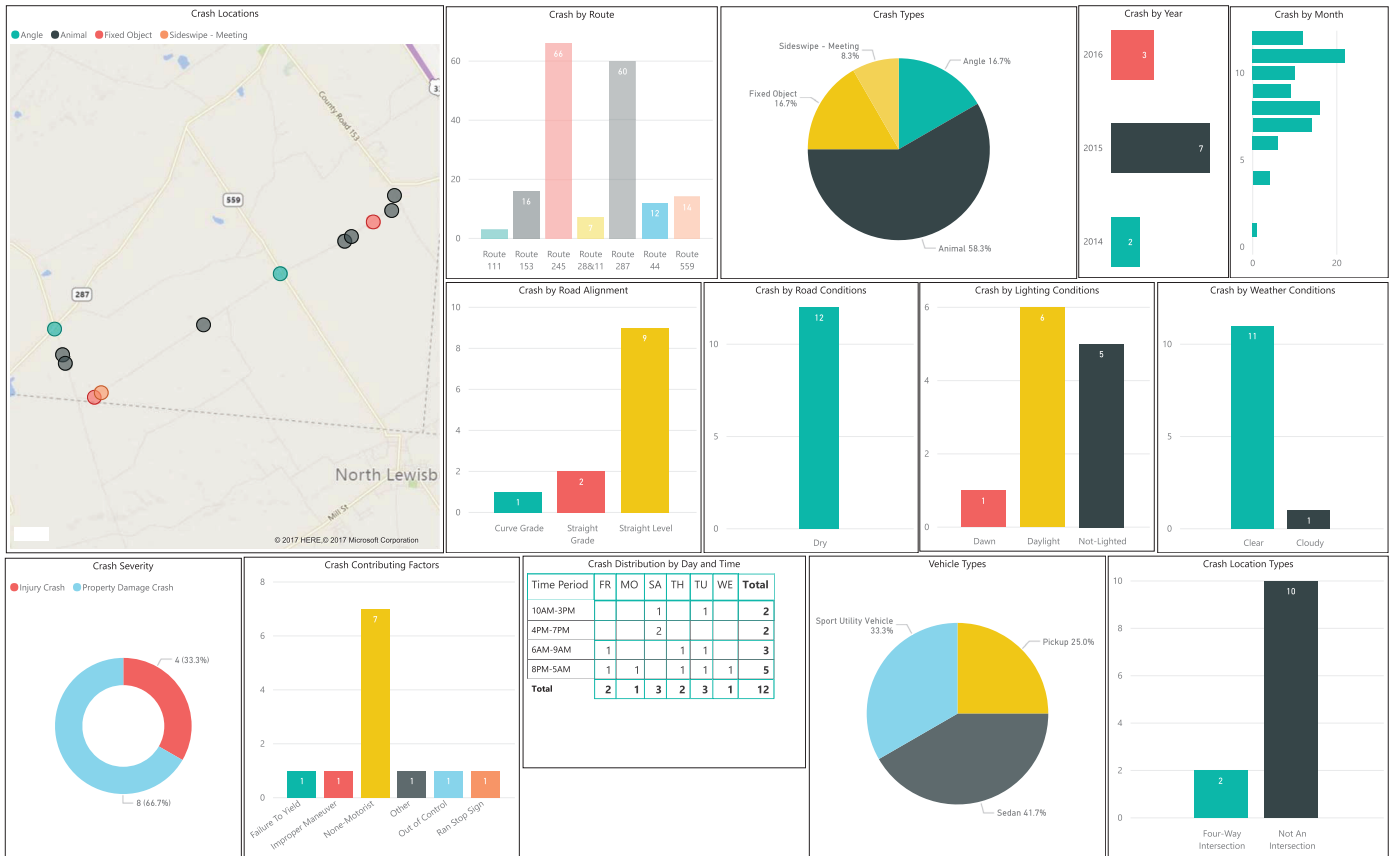 Crash Locations
Angle Animal Fixed Object Sideswipe - Meeting
County Road 153
559
287
North Lewisb
Mill St
© 2017 HERE,© 2017 Microsoft Corporation
Crash by Route
60
40
20
0
16
66
7
60
12
14
Route 111
Route 153
Route 245
Route 288&11
Route 287
Route 44
Route 559
Crash Types
Sideswipe - Meeting 8.3%
Angle 16.7%
Fixed Object 16.7%
Animal 58.3%
Crash by Year
2016 3
2015 7
2014 2
Crash by Month
10
5
0
0 20
Crash by Road Alignment
10
8
6
4
2
0
1
2
9
Curve Grade
Straight Grade
Straight Level
Crash by Road Conditions
10
5
0
12
Dry
Crash by Lighting Conditions
6
4
2
0
1
6
5
Dawn
Daylight
Not-Lighted
Crash by Weather Conditions
10
5
0
11
1
Clear
Cloudy
Crash Severity
Injury Crash Property Damage Crash
4 (33.3%)
8 (66.7%)
Crash Contributing Factors
8
6
4
2
0
1
1
7
1
1
1
Failure To Yield
Improper Maneuver
None-Motorist
Other
Out of Control
Ran Stop Sign
Crash Distribution by Day and Time
Time Period FR MO SA TH TU WE Total
10AM-3PM 1 1 2
4PM-7PM 2 2
6AM-9AM 1 1 1 3
8PM-5AM 1 1 1 1 1 5
Total 2 1 3 2 3 1 12
Vehicle Types
Sport Utility Vehicle 33.3%
Pickup 25.0%
Sedan 41.7%
Crash Location Types
10
8
6
4
2
0
2
10
Four-Way Intersection
Not An Intersection